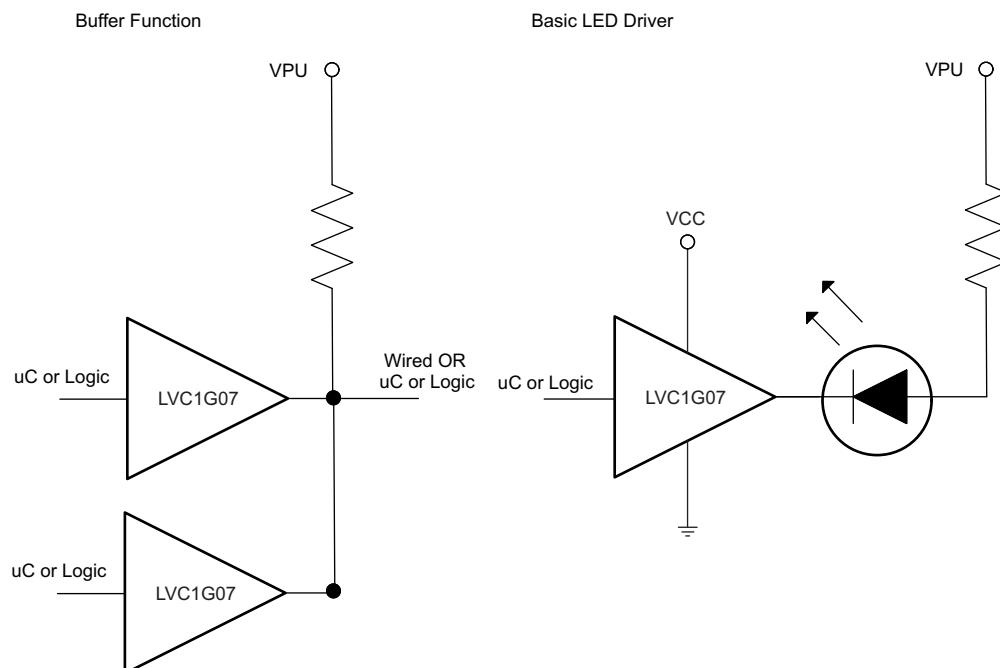 Buffer Function
VPU
uC or Logic
LVC1G07
Wired OR
uC or Logic
uC or Logic
LVC1G07
Basic LED Driver
VPU
VCC
uC or Logic
LVC1G07